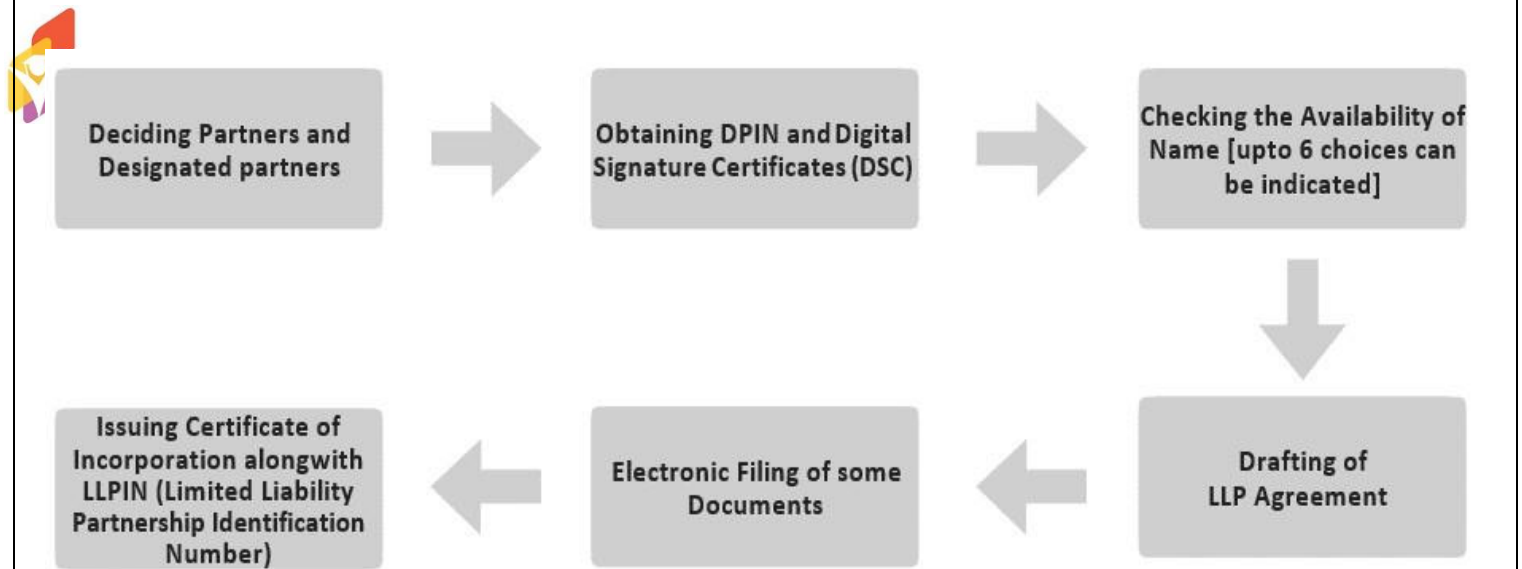 Deciding Partners and
Designated partners
Obtaining DPIN and Digital
Signature Certificates (DSC)
Checking the Availability of
Name [upto 6 choices can
be indicated]
Drafting of
LLP Agreement
Electronic Filing of some
Documents
Issuing Certificate of
Incorporation alongwith
LLPIN (Limited Liability
Partnership Identification
Number)